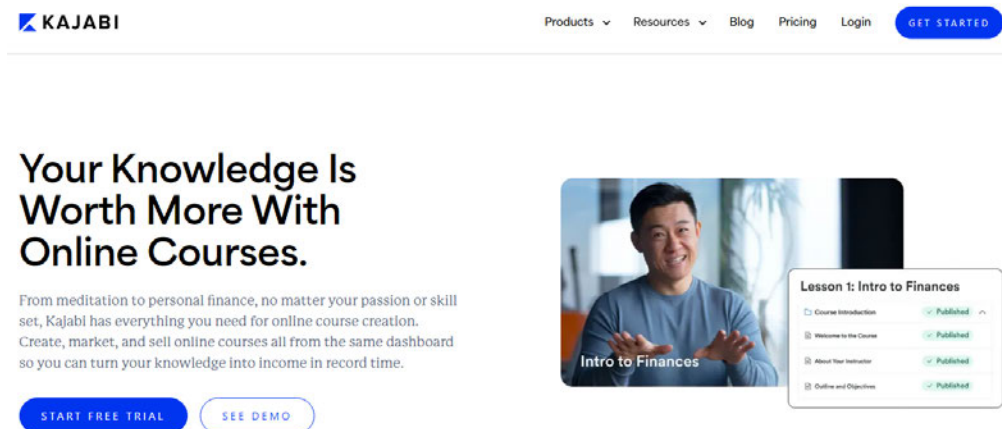 KAJABI
Products Resources Blog Pricing Login GET STARTED
Your Knowledge Is
Worth More With
Online Courses.
From meditation to personal finance, no matter your passion or skill
set, Kajabi has everything you need for online course creation.
Create, market, and sell online courses all from the same dashboard
so you can turn your knowledge into income in record time.
START FREE TRIAL SEE DEMO
Intro to Finances
Lesson 1: Intro to Finances
Course Introduction Published
Welcome to the Course Published
About Your Instructor Published
Outline and Objectives Published